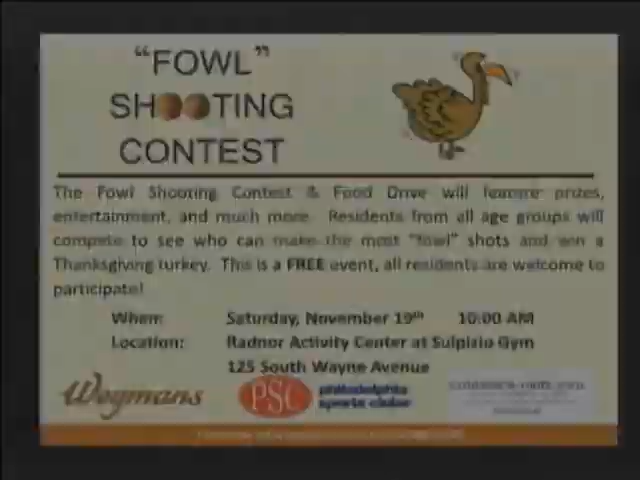 "FOWL"
SHOOTING
CONTEST
The Fowl Shooting Contest & Food Drive will feature prizes,
entertainment, and much more. Residents from all age groups will
compete to see who can make the most "fowl" shots and win a
Thanksgiving turkey. This is a FREE event, all residents are welcome to
participate!
When: Saturday, November 19th 10:00 AM
Location: Radnor Activity Center at Sulpizio Gym
125 South Wayne Avenue
Wegmans
PSC philadelphia
sports clubs